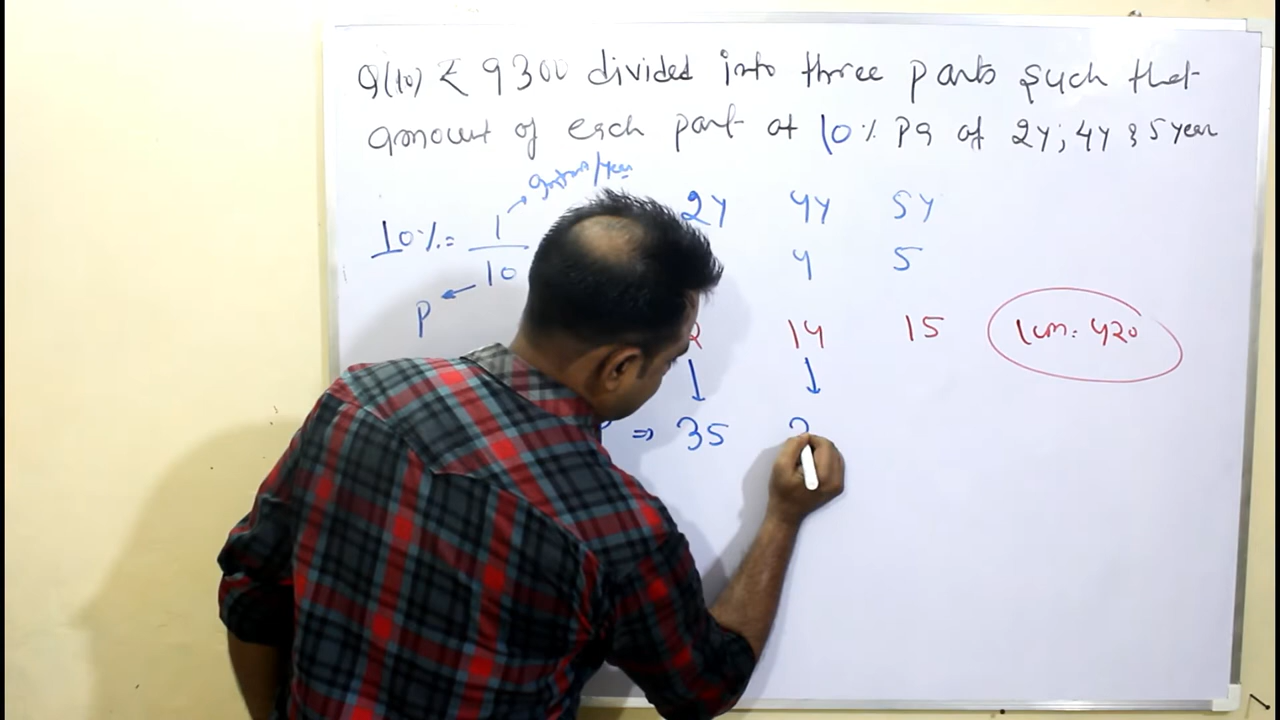 Q(10) ₹ 9300 divided into three parts such that
amount of each part at 10% Pa of 2Y; 4Y & 5 year
2Y 4Y 5Y
10% = 1/10
4 5
P
2 14 15 lcm: 420
⇒ 35